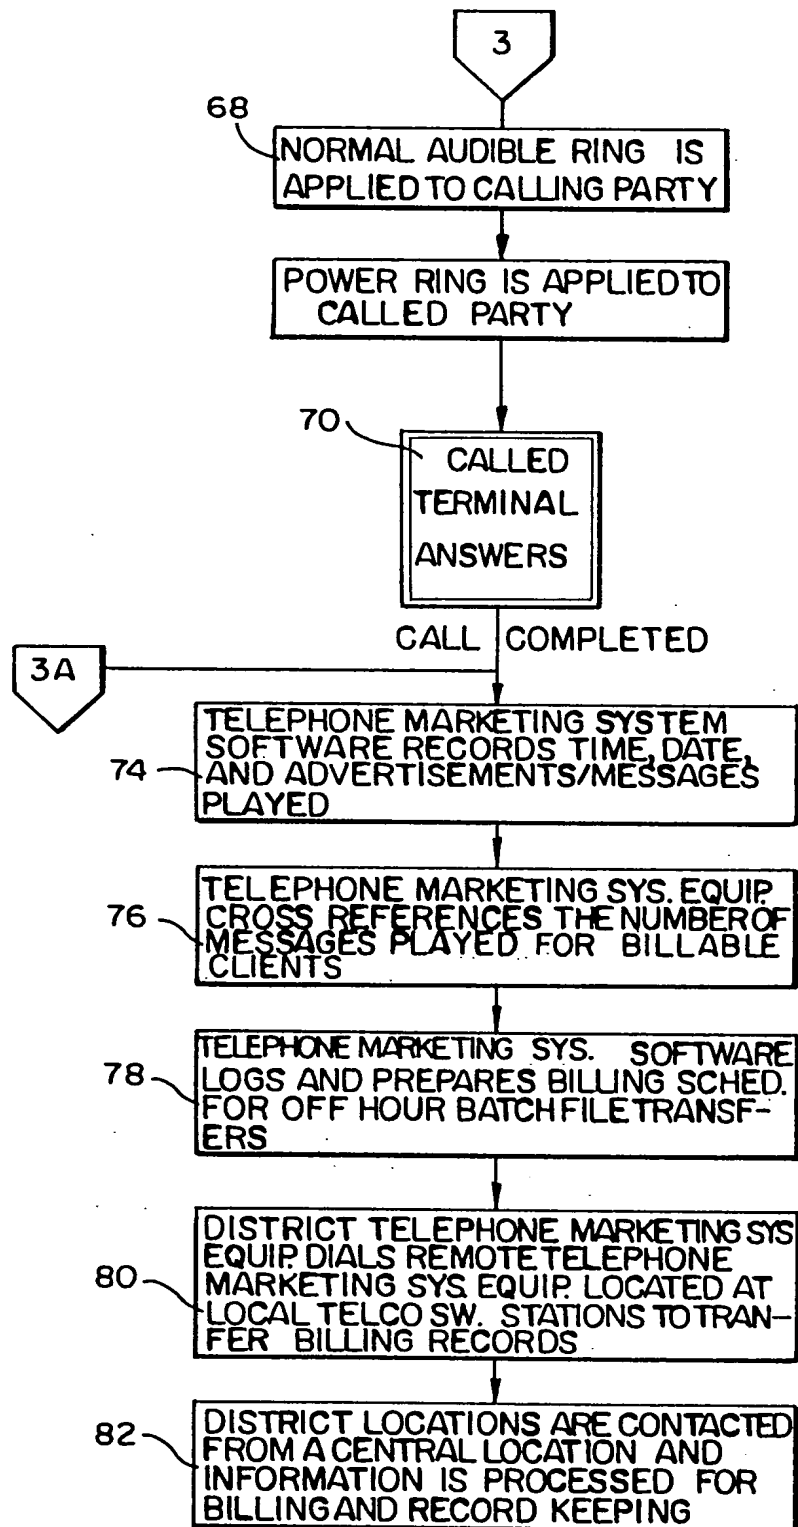 3
68
NORMAL AUDIBLE RING IS
APPLIED TO CALLING PARTY
POWER RING IS APPLIED TO
CALLED PARTY
70
CALLED
TERMINAL
ANSWERS
CALL COMPLETED
3A
TELEPHONE MARKETING SYSTEM
SOFTWARE RECORDS TIME, DATE,
74
AND ADVERTISEMENTS/MESSAGES
PLAYED
TELEPHONE MARKETING SYS. EQUIP.
76
CROSS REFERENCES THE NUMBER OF
MESSAGES PLAYED FOR BILLABLE
CLIENTS
TELEPHONE MARKETING SYS. SOFTWARE
78
LOGS AND PREPARES BILLING SCHED.
FOR OFF HOUR BATCH FILE TRANSF-
ERS
DISTRICT TELEPHONE MARKETING SYS
EQUIP. DIALS REMOTE TELEPHONE
80
MARKETING SYS. EQUIP. LOCATED AT
LOCAL TELCO SW. STATIONS TO TRAN-
FER BILLING RECORDS
82
DISTRICT LOCATIONS ARE CONTACTED
FROM A CENTRAL LOCATION AND
INFORMATION IS PROCESSED FOR
BILLING AND RECORD KEEPING